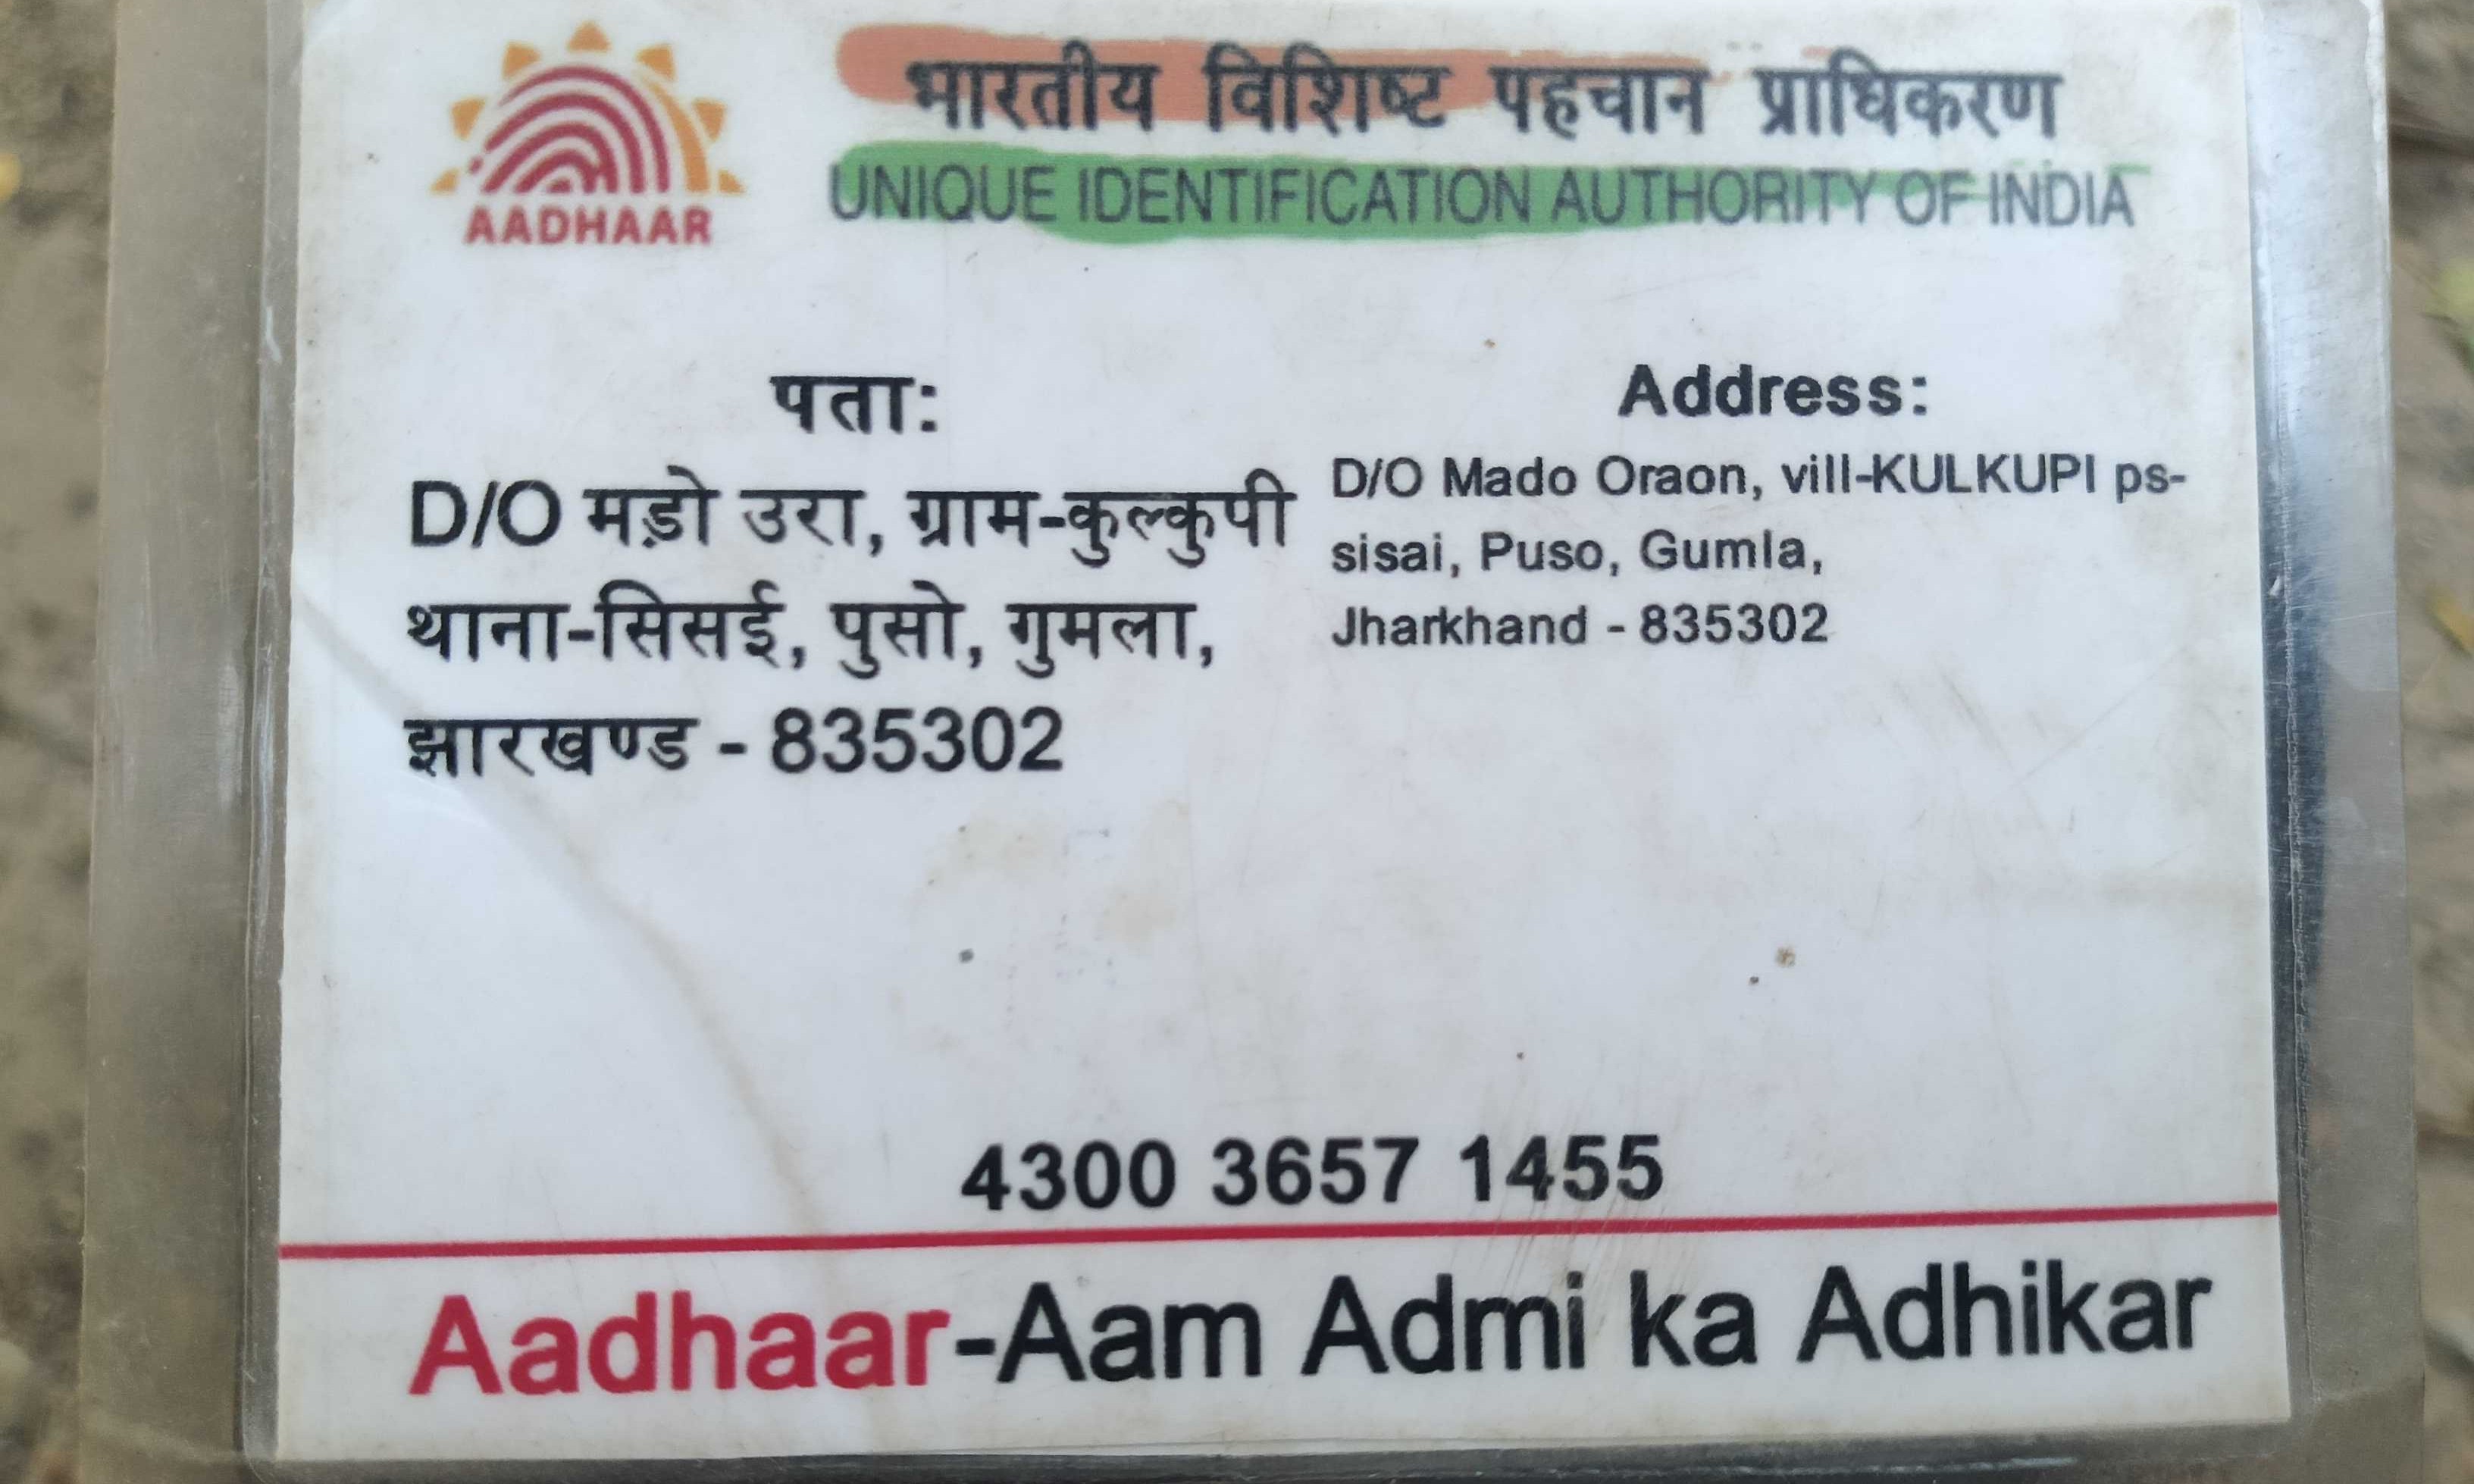 AADHAAR
भारतीय विशिष्ट पहचान प्राधिकरण
UNIQUE IDENTIFICATION AUTHORITY OF INDIA
पता:
D/O मड़ो उरा, ग्राम-कुल्कुपी
थाना-सिसई, पुसो, गुमला,
झारखण्ड - 835302
Address:
D/O Mado Oraon, vill-KULKUPI ps-
sisai, Puso, Gumla,
Jharkhand - 835302
4300 3657 1455
Aadhaar-Aam Admi ka Adhikar